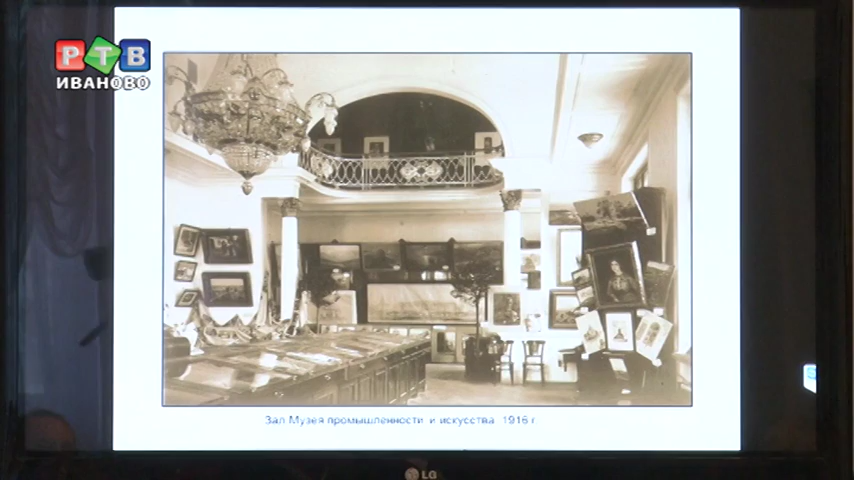 РТВ
ИВАНОВО
Зал Музея промышленности и искусства 1916 г
LG